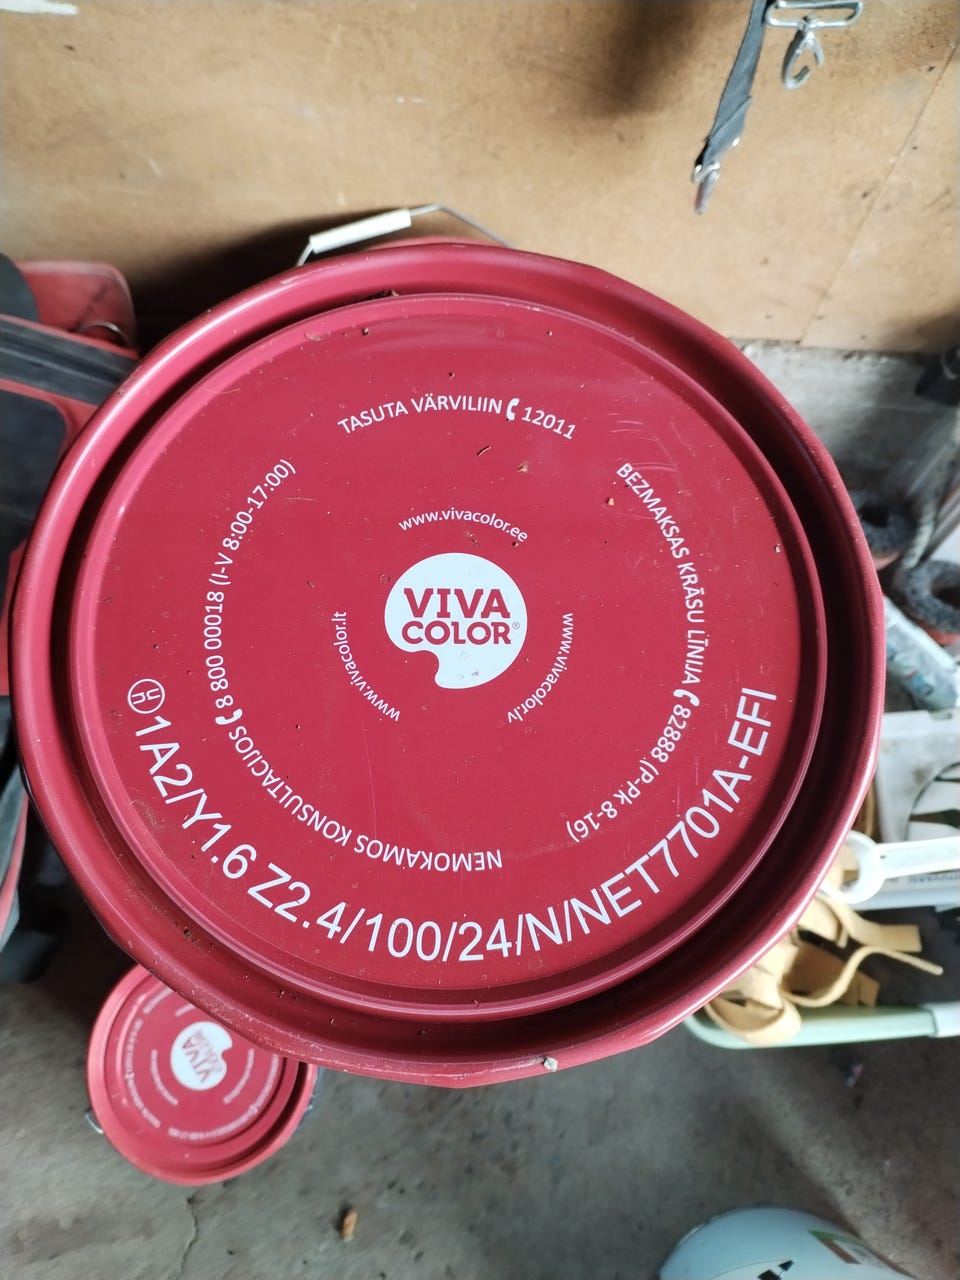 TASUTA VÄRVILIIN 12011
BEZMAKSAS KRĀSU LĪNIJA 82888 (P-Pk 8-16)
NEMOKAMOS KONSULTACIJOS 8 800 00018 (I-V 8:00-17:00)
www.vivacolor.ee
www.vivacolor.lv
www.vivacolor.lt
VIVA
COLOR®
1A2/Y1.6 Z2.4/100/24/N/NET7701A-EFI
VIVA
COLOR